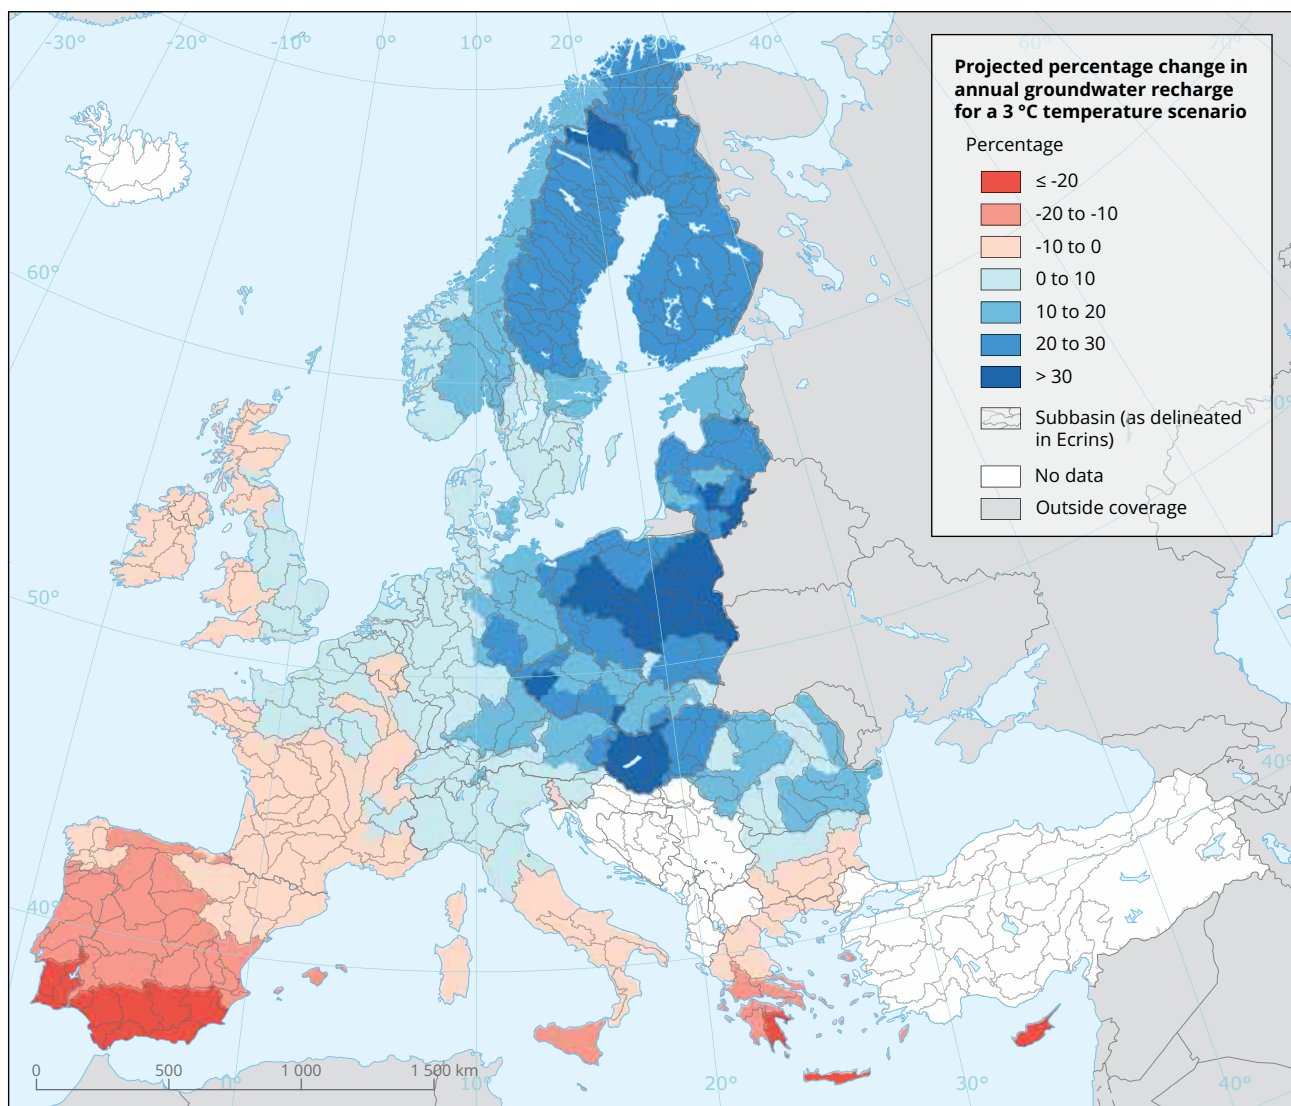 -30°
-20°
-10°
0°
10°
20°
30°
40°
50°
60°
70°
Projected percentage change in
annual groundwater recharge
for a 3 °C temperature scenario
Percentage
≤ -20
-20 to -10
-10 to 0
0 to 10
10 to 20
20 to 30
> 30
Subbasin (as delineated
in Ecrins)
No data
Outside coverage
60°
50°
50°
40°
40°
0
500
1 000
1 500 km
0°
10°
20°
30°
40°